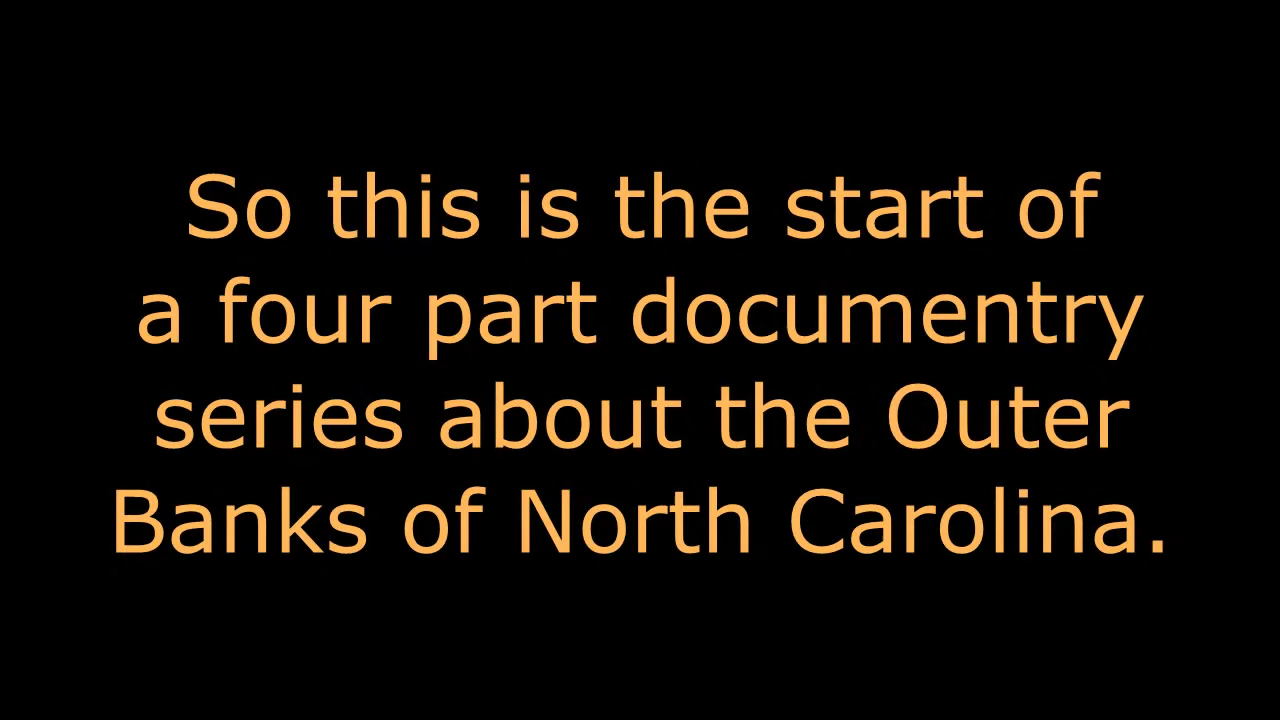 So this is the start of
a four part documentry
series about the Outer
Banks of North Carolina.